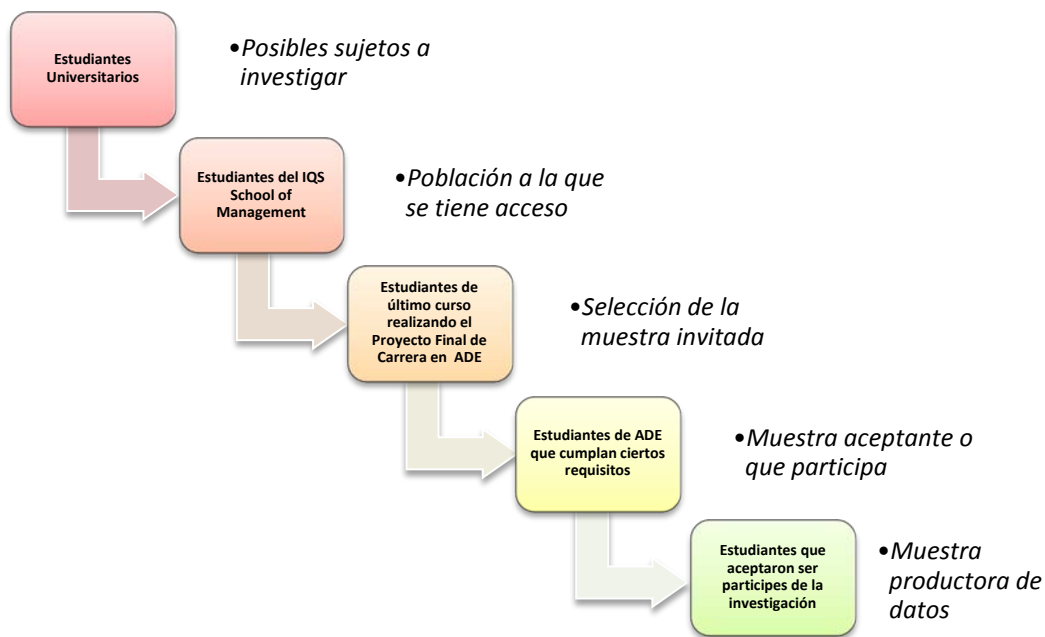 Estudiantes
Universitarios
•Posibles sujetos a
investigar
Estudiantes del IQS
School of
Management
•Población a la que
se tiene acceso
Estudiantes de
último curso
realizando el
Proyecto Final de
Carrera en ADE
•Selección de la
muestra invitada
Estudiantes de ADE
que cumplan ciertos
requisitos
•Muestra aceptante o
que participa
Estudiantes que
aceptaron ser
participes de la
investigación
•Muestra
productora de
datos